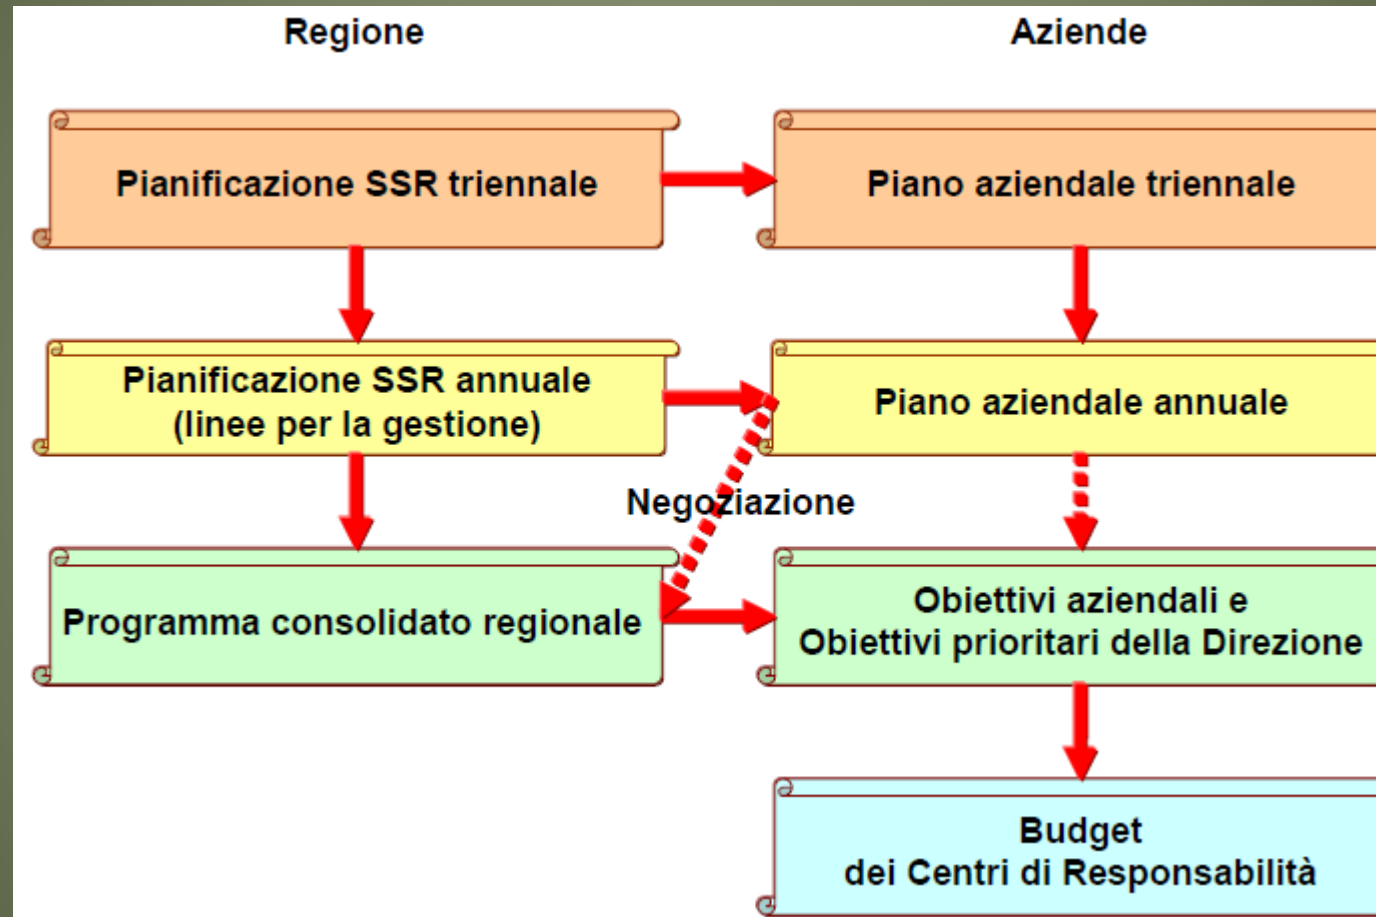 Regione
Aziende
Pianificazione SSR triennale
Piano aziendale triennale
Pianificazione SSR annuale
(linee per la gestione)
Piano aziendale annuale
Negoziazione
Programma consolidato regionale
Obiettivi aziendali e
Obiettivi prioritari della Direzione
Budget
dei Centri di Responsabilità